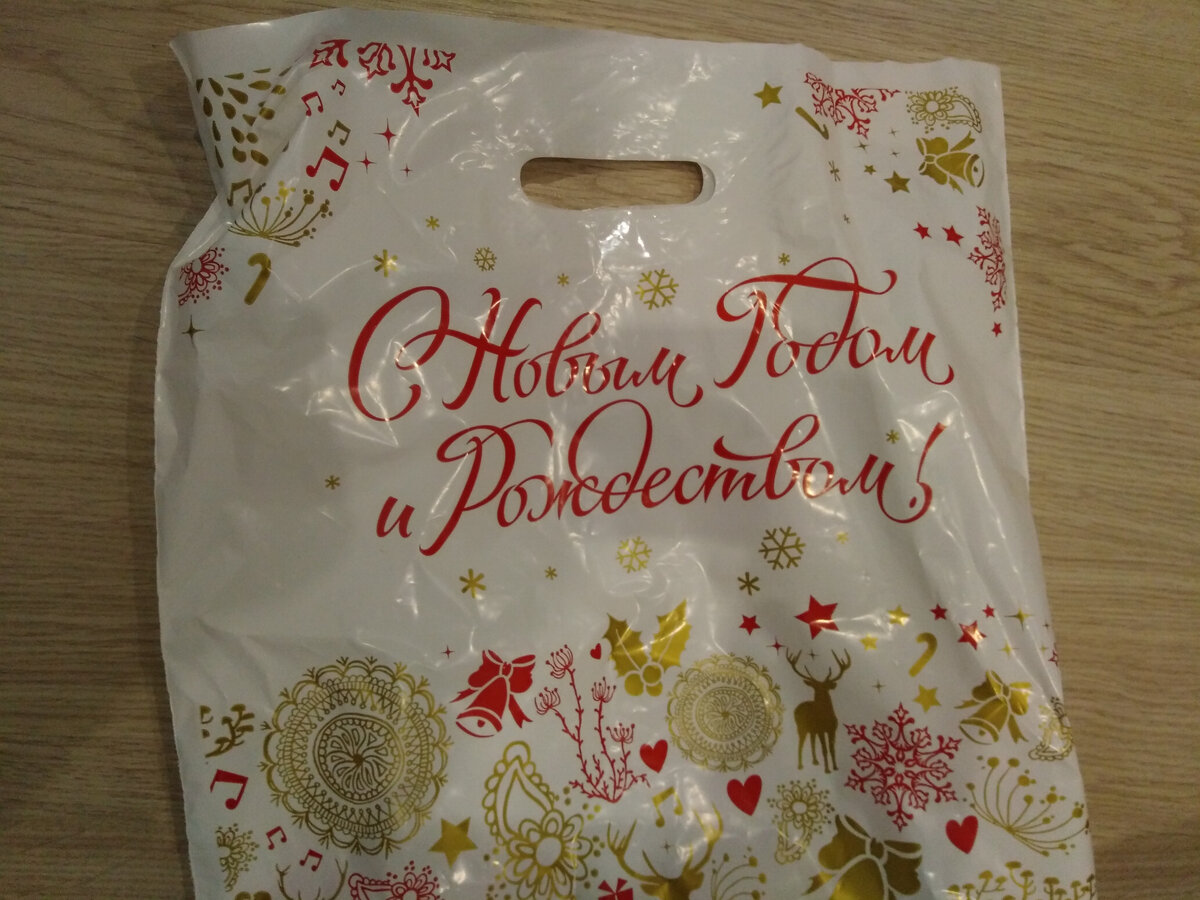 С Новым Годом
и Рождеством!